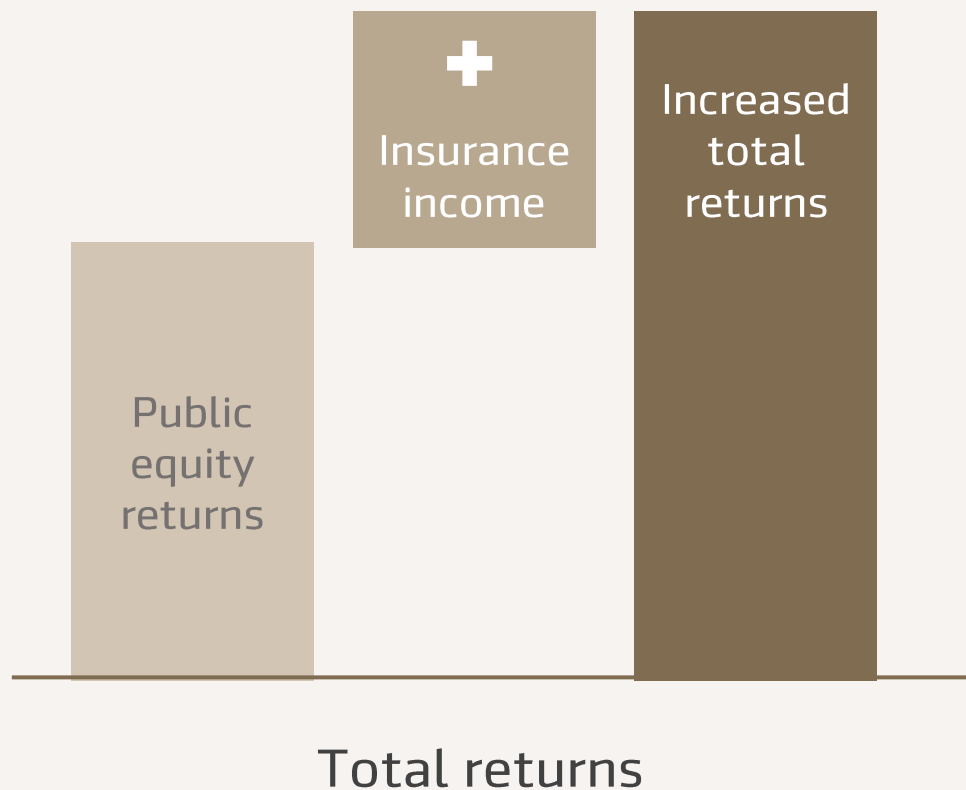 Public
equity
returns
Insurance
income
Increased
total
returns
Total returns